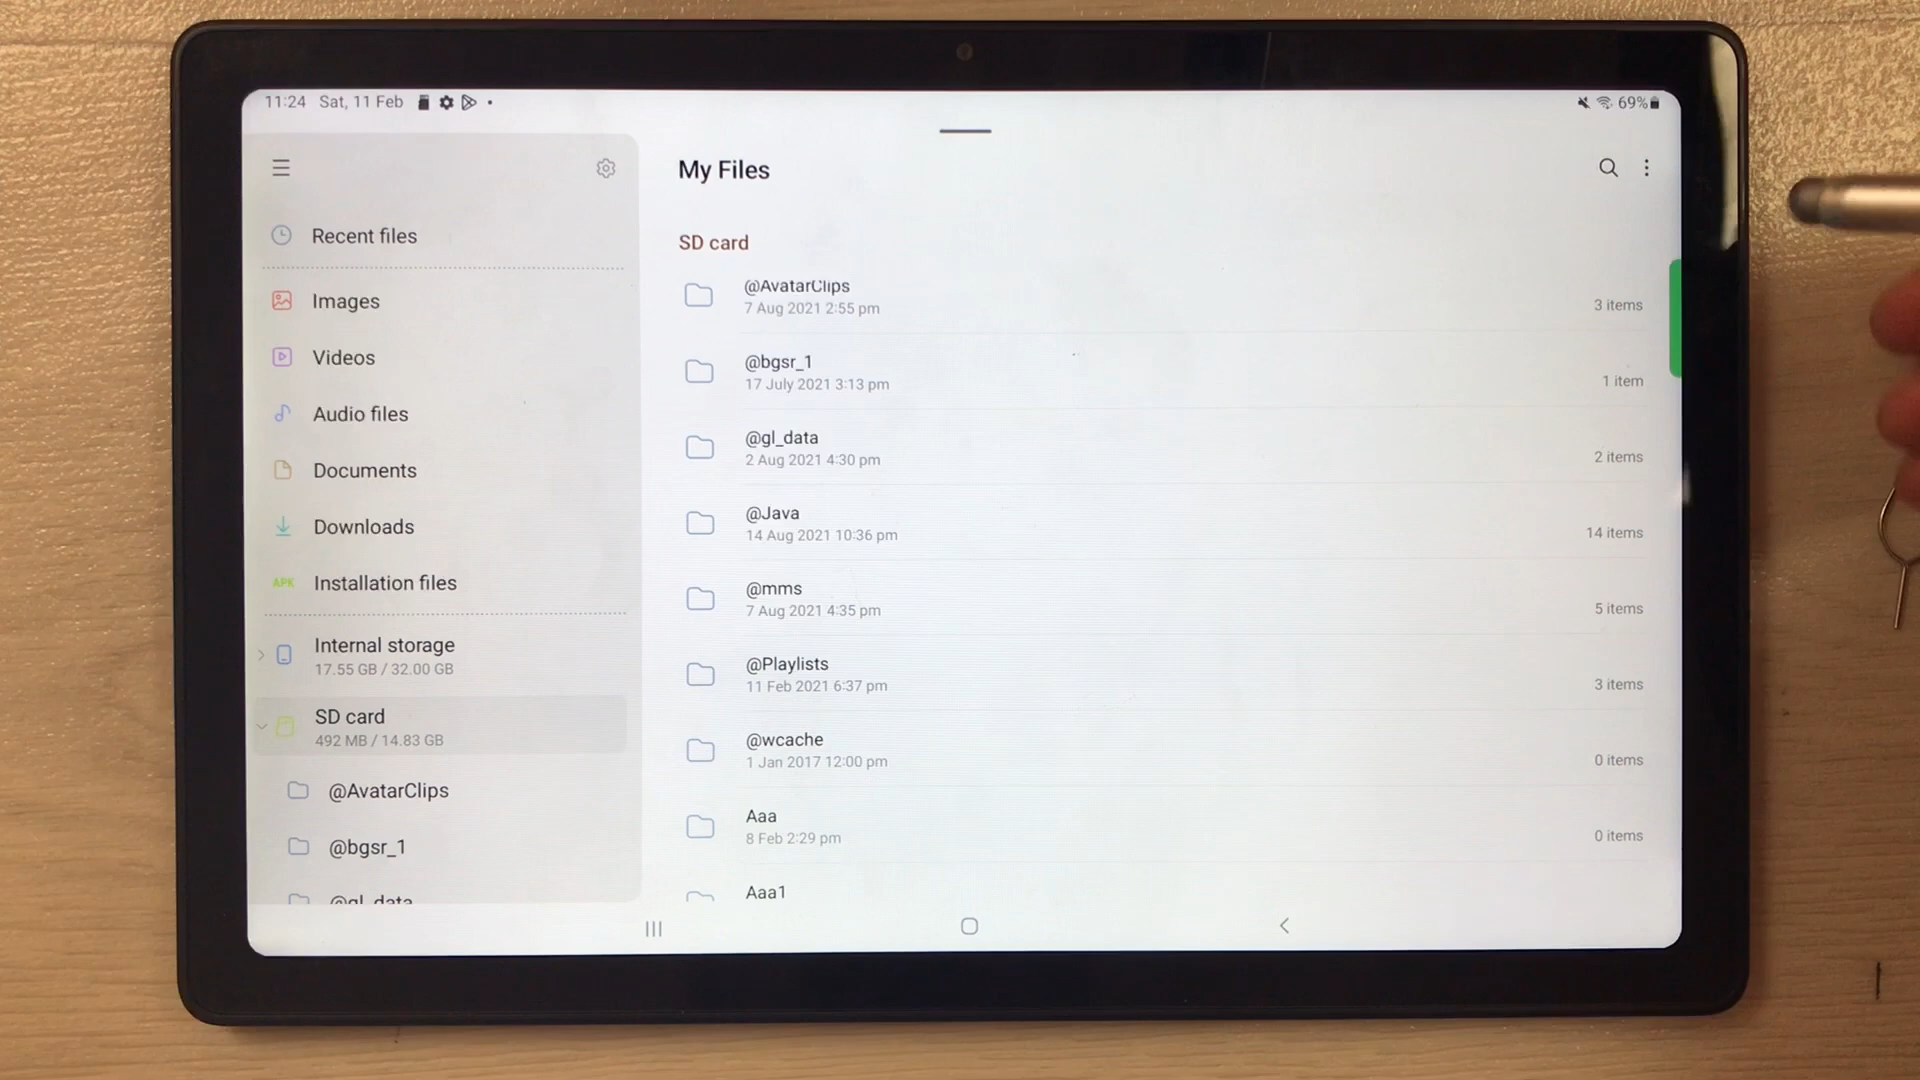 11:24 Sat, 11 Feb
69%
My Files
Recent files
Images
Videos
Audio files
Documents
Downloads
APK Installation files
Internal storage
17.55 GB / 32.00 GB
SD card
492 MB / 14.83 GB
@AvatarClips
@bgsr_1
@gl_data
SD card
@AvatarClips
7 Aug 2021 2:55 pm
3 items
@bgsr_1
17 July 2021 3:13 pm
1 item
@gl_data
2 Aug 2021 4:30 pm
2 items
@Java
14 Aug 2021 10:36 pm
14 items
@mms
7 Aug 2021 4:35 pm
5 items
@Playlists
11 Feb 2021 6:37 pm
3 items
@wcache
1 Jan 2017 12:00 pm
0 items
Aaa
8 Feb 2:29 pm
0 items
Aaa1